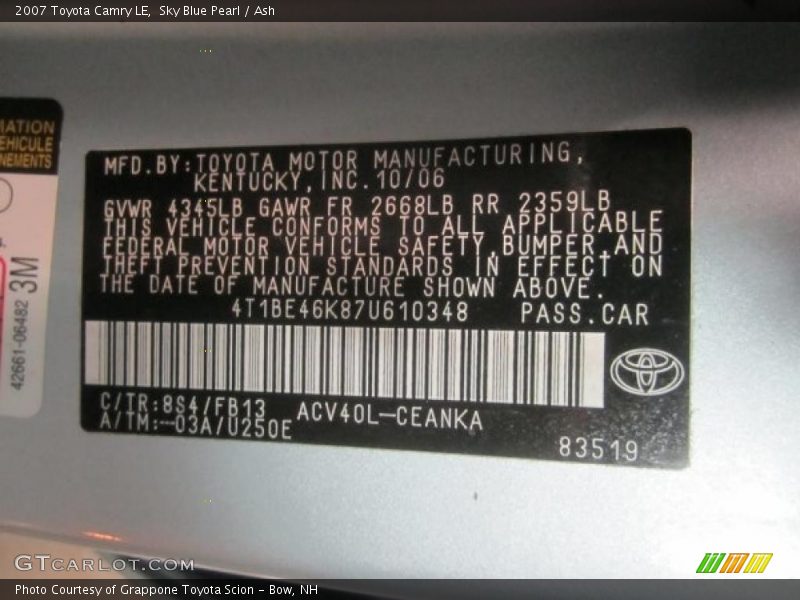 2007 Toyota Camry LE, Sky Blue Pearl / Ash
MATION
EHICULE
NEMENTS
42661-06482 3M
MFD.BY:TOYOTA MOTOR MANUFACTURING,
KENTUCKY,INC.10/06
GVWR 4345LB GAWR FR 2668LB RR 2359LB
THIS VEHICLE CONFORMS TO ALL APPLICABLE
FEDERAL MOTOR VEHICLE SAFETY,BUMPER,AND
THEFT PREVENTION STANDARDS IN EFFECT ON
THE DATE OF MANUFACTURE SHOWN ABOVE.
4T1BE46K87U610348 PASS.CAR
C/TR:8S4/FB13 ACV40L-CEANKA
A/TM:-03A/U250E
83519
GTCARLOT.COM
Photo Courtesy of Grappone Toyota Scion - Bow, NH